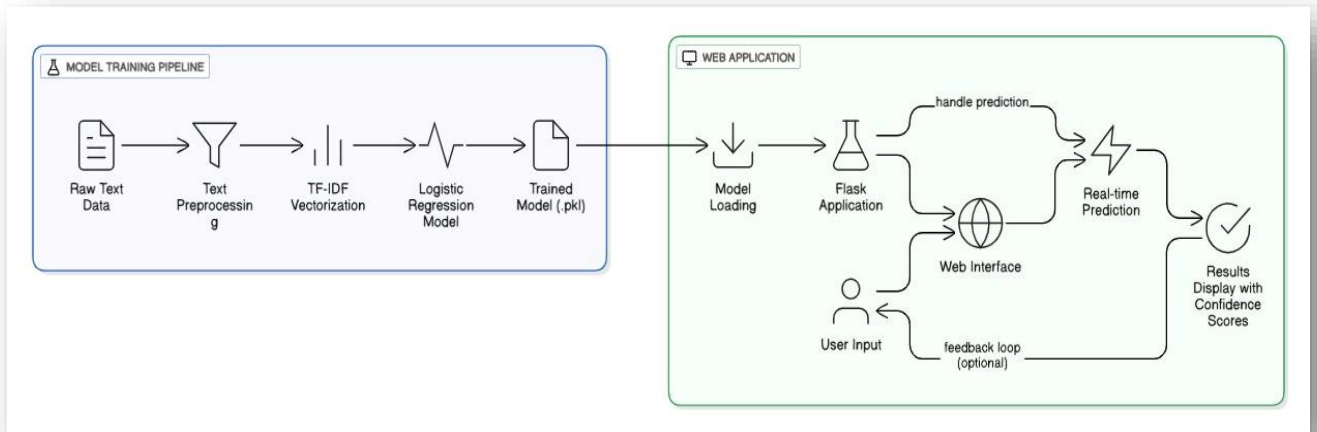 MODEL TRAINING PIPELINE
Raw Text
Data
Text
Preprocessin
g
TF-IDF
Vectorization
Logistic
Regression
Model
Trained
Model (.pkl)
WEB APPLICATION
handle prediction
Model
Loading
Flask
Application
Real-time
Prediction
Web Interface
Results
Display with
Confidence
Scores
User Input
feedback loop
(optional)